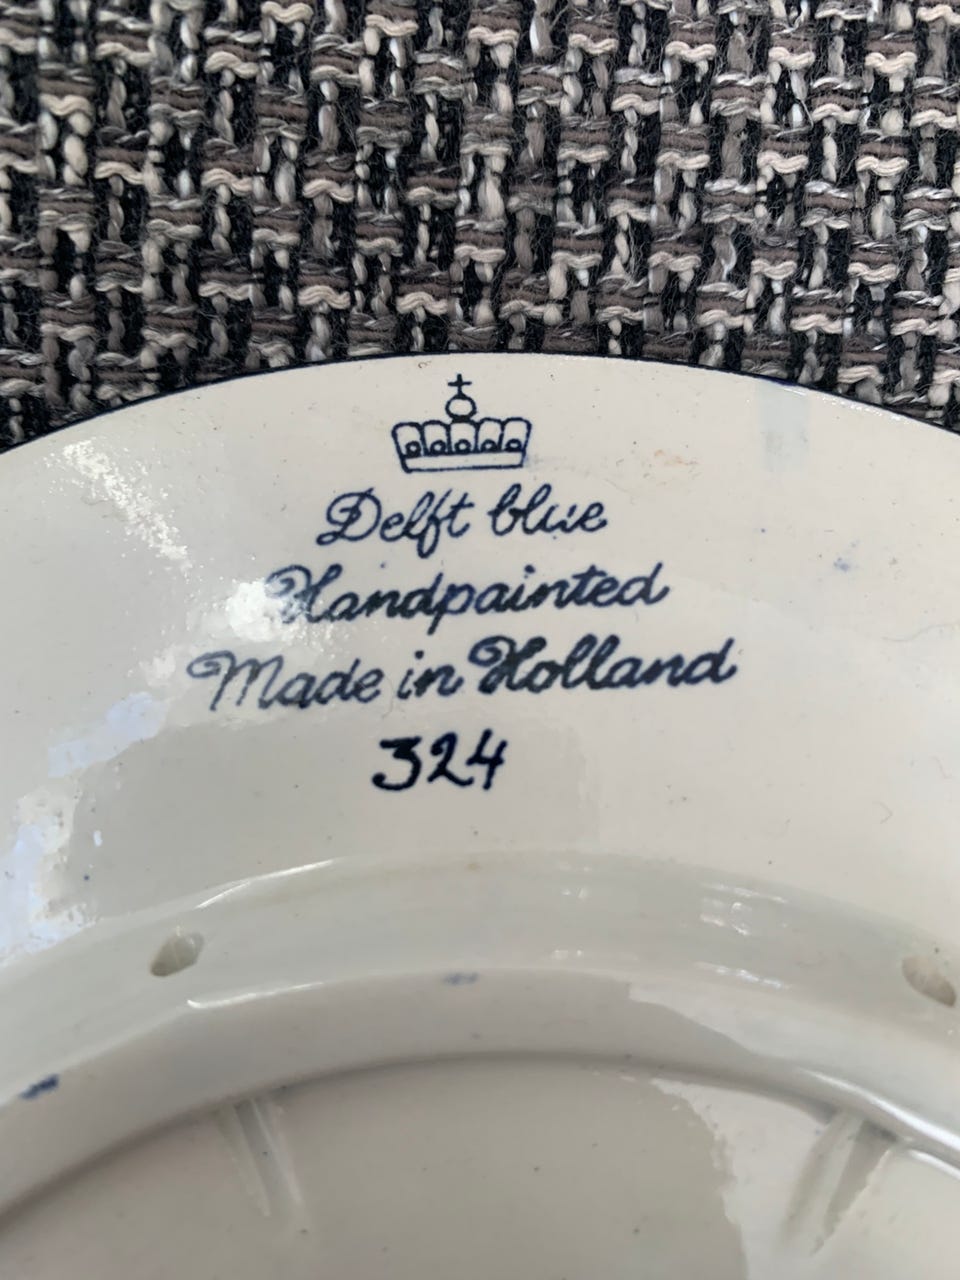 Delft blue
Handpainted
Made in Holland
324